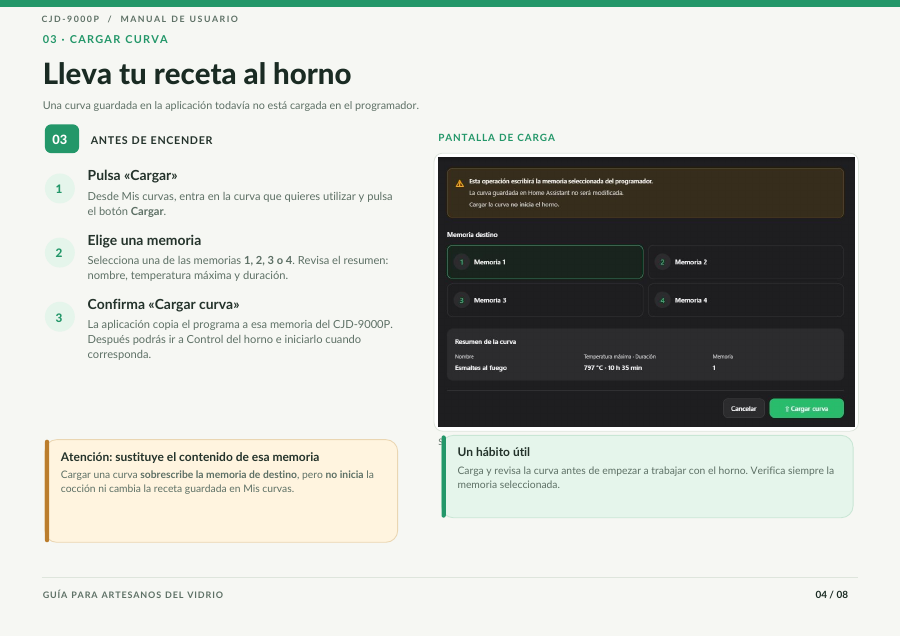 CJD-9000P / MANUAL DE USUARIO
03 · CARGAR CURVA
Lleva tu receta al horno
Una curva guardada en la aplicación todavía no está cargada en el programador.
03 ANTES DE ENCENDER
1 Pulsa «Cargar»
Desde Mis curvas, entra en la curva que quieres utilizar y pulsa
el botón Cargar.
2 Elige una memoria
Selecciona una de las memorias 1, 2, 3 o 4. Revisa el resumen:
nombre, temperatura máxima y duración.
3 Confirma «Cargar curva»
La aplicación copia el programa a esa memoria del CJD-9000P.
Después podrás ir a Control del horno e iniciarlo cuando
corresponda.
Atención: sustituye el contenido de esa memoria
Cargar una curva sobrescribe la memoria de destino, pero no inicia la
cocción ni cambia la receta guardada en Mis curvas.
PANTALLA DE CARGA
Esta operación escribirá la memoria seleccionada del programador.
La curva guardada en Home Assistant no será modificada.
Cargar la curva no inicia el horno.
Memoria destino
1 Memoria 1
2 Memoria 2
3 Memoria 3
4 Memoria 4
Resumen de la curva
Nombre Temperatura máxima · Duración Memoria
Esmaltes al fuego 797 °C · 10 h 35 min 1
Cancelar
Cargar curva
Un hábito útil
Carga y revisa la curva antes de empezar a trabajar con el horno. Verifica siempre la
memoria seleccionada.
GUÍA PARA ARTESANOS DEL VIDRIO
04 / 08